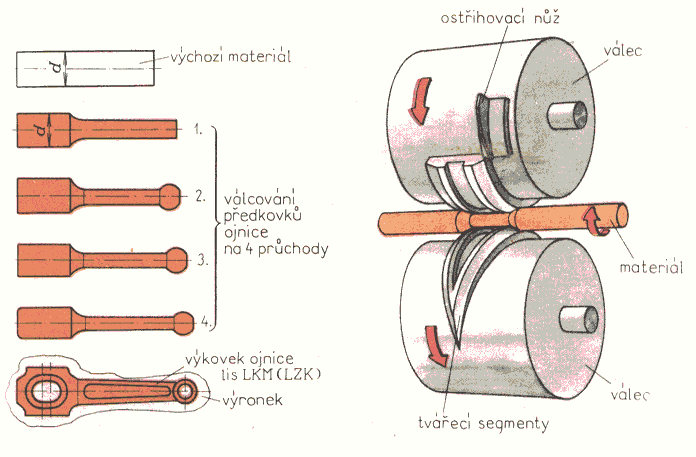 výchozí materiál
d
d
1.
2.
3.
4.
válcování
předkovků
ojnice
na 4 průchody
výkovek ojnice
lis LKM (LZK)
výronek
ostřihovací nůž
válec
materiál
válec
tvářecí segmenty